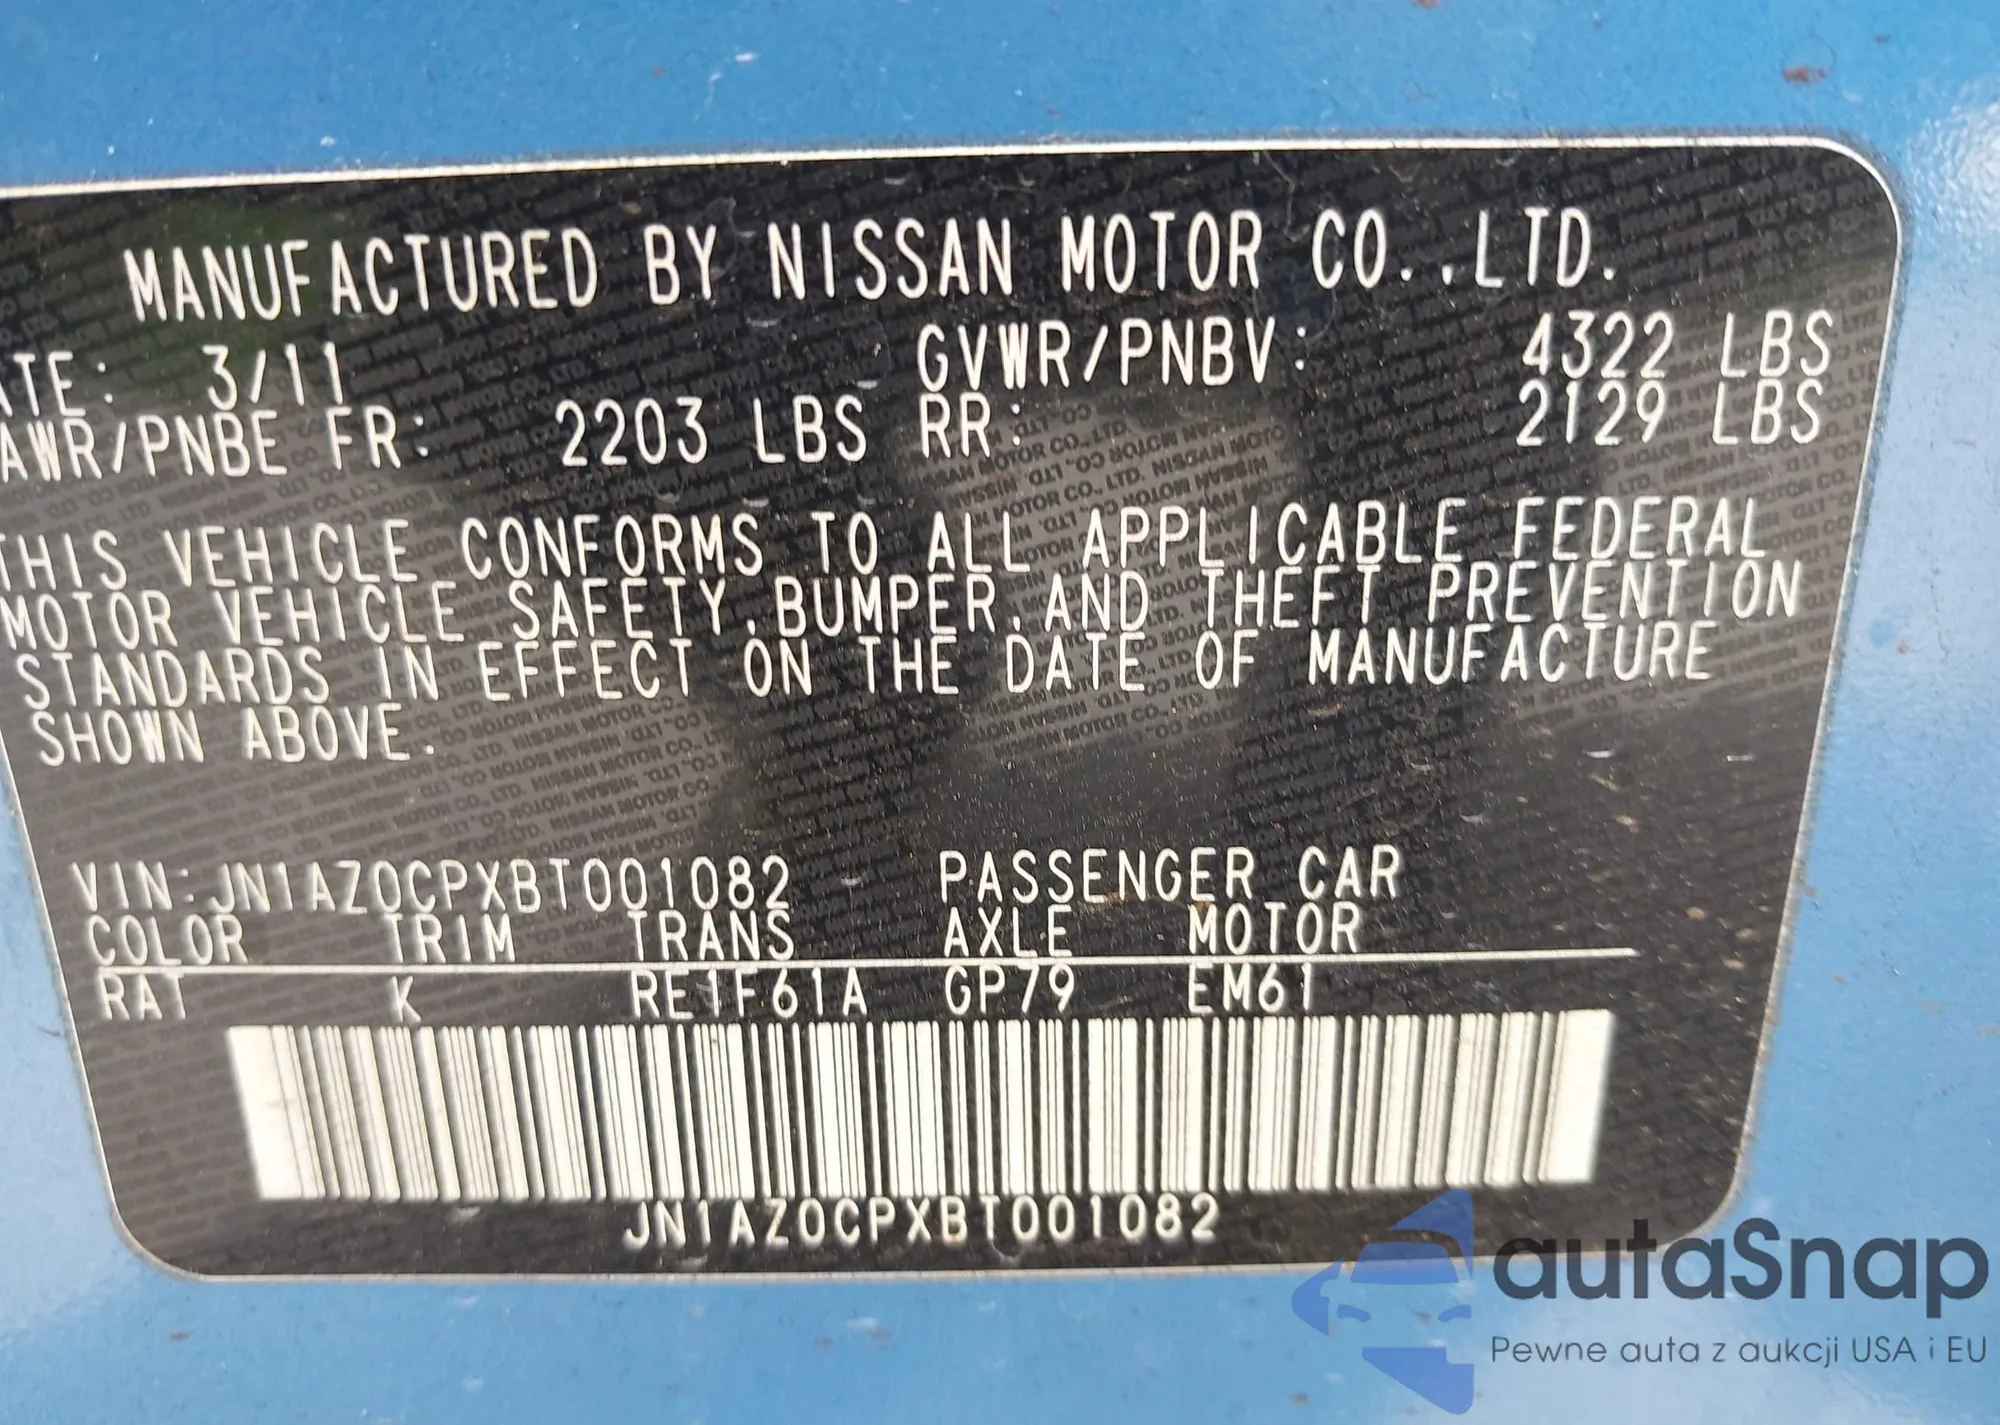 MANUFACTURED BY NISSAN MOTOR CO.,LTD.
ATE: 3/11 GVWR/PNBV: 4322 LBS
AWR/PNBE FR: 2203 LBS RR: 2129 LBS
THIS VEHICLE CONFORMS TO ALL APPLICABLE FEDERAL
MOTOR VEHICLE SAFETY,BUMPER,AND THEFT PREVENTION
STANDARDS IN EFFECT ON THE DATE OF MANUFACTURE
SHOWN ABOVE.
VIN:JN1AZ0CPXBT001082 PASSENGER CAR
COLOR TRIM TRANS AXLE MOTOR
RAT K RE1F61A GP79 EM61
JN1AZ0CPXBT001082
autaSnap
Pewne auta z aukcji USA i EU